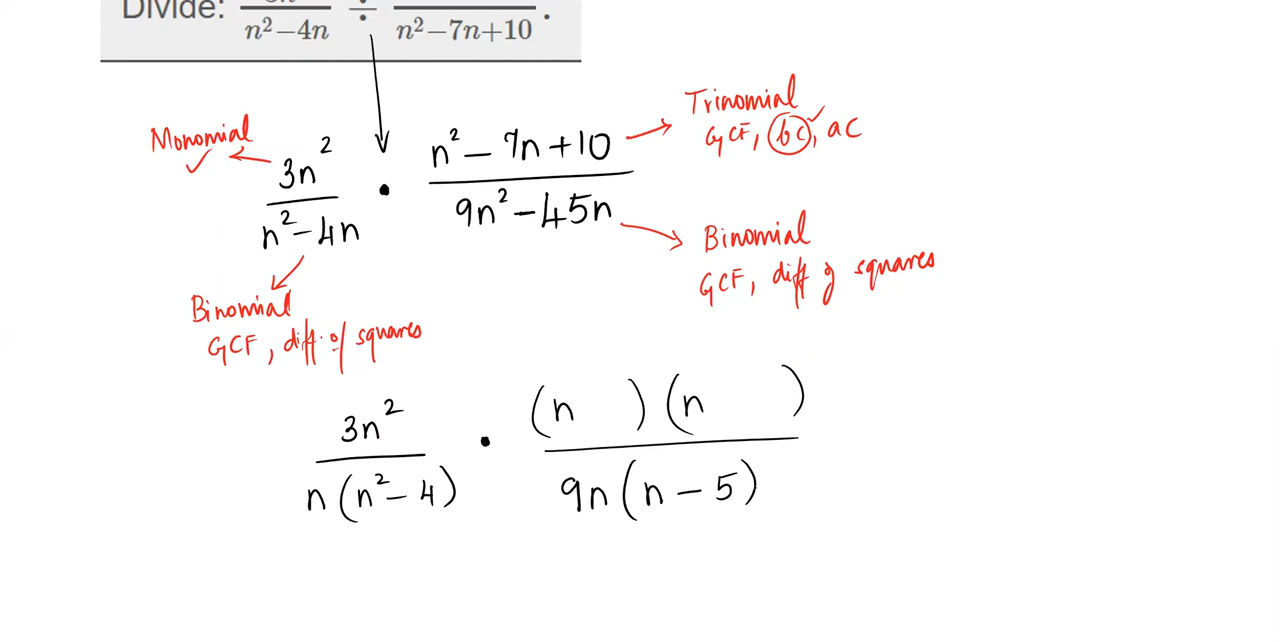 Divide: n²−4n ÷ n²−7n+10 .
Monomial ✓
Trinomial
GCF, bc, ✓ ac
3n² / n² − 4n • n² − 7n + 10 / 9n² − 45n
Binomial
GCF, diff of squares
Binomial
GCF, diff. of squares
3n² / n(n² − 4) • (n )(n ) / 9n(n − 5)